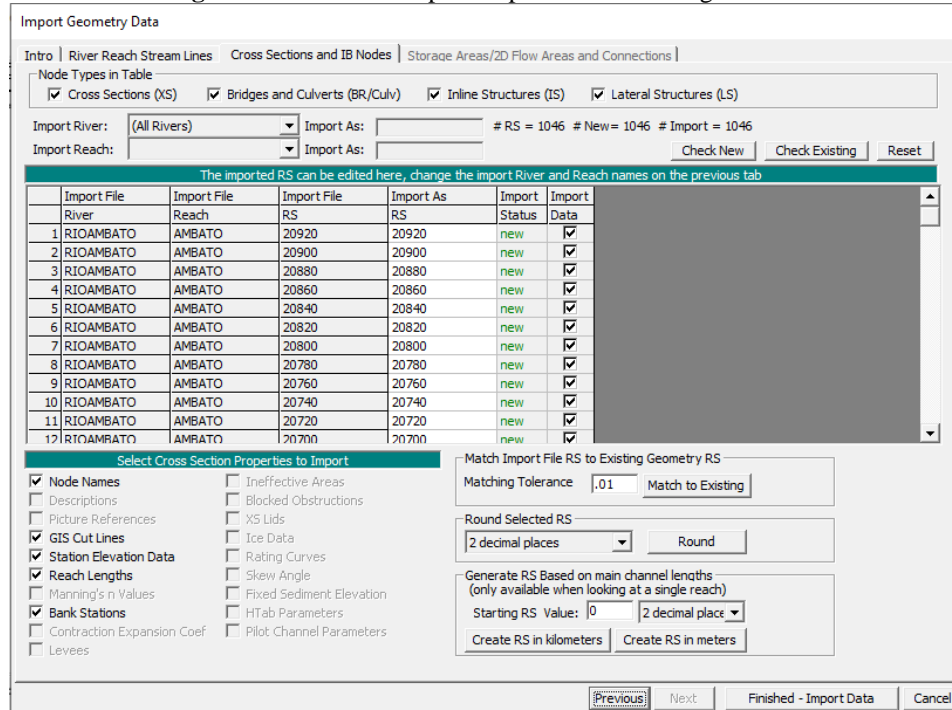 Import Geometry Data
Intro River Reach Stream Lines Cross Sections and IB Nodes Storage Areas/2D Flow Areas and Connections
Node Types in Table
Cross Sections (XS) Bridges and Culverts (BR/Culv) Inline Structures (IS) Lateral Structures (LS)
Import River: (All Rivers) Import As: # RS = 1046 # New= 1046 # Import = 1046
Import Reach: Import As: Check New Check Existing Reset
The imported RS can be edited here, change the import River and Reach names on the previous tab
Import File Import File Import File Import As Import Import
River Reach RS RS Status Data
1 RIOAMBATO AMBATO 20920 20920 new
2 RIOAMBATO AMBATO 20900 20900 new
3 RIOAMBATO AMBATO 20880 20880 new
4 RIOAMBATO AMBATO 20860 20860 new
5 RIOAMBATO AMBATO 20840 20840 new
6 RIOAMBATO AMBATO 20820 20820 new
7 RIOAMBATO AMBATO 20800 20800 new
8 RIOAMBATO AMBATO 20780 20780 new
9 RIOAMBATO AMBATO 20760 20760 new
10 RIOAMBATO AMBATO 20740 20740 new
11 RIOAMBATO AMBATO 20720 20720 new
12 RIOAMBATO AMBATO 20700 20700 new
Select Cross Section Properties to Import
Node Names Ineffective Areas
Descriptions Blocked Obstructions
Picture References XS Lids
GIS Cut Lines Ice Data
Station Elevation Data Rating Curves
Reach Lengths Skew Angle
Manning's n Values Fixed Sediment Elevation
Bank Stations HTab Parameters
Contraction Expansion Coef Pilot Channel Parameters
Levees
Match Import File RS to Existing Geometry RS
Matching Tolerance .01 Match to Existing
Round Selected RS
2 decimal places Round
Generate RS Based on main channel lengths
(only available when looking at a single reach)
Starting RS Value: 0 2 decimal place
Create RS in kilometers Create RS in meters
Previous Next Finished - Import Data Cancel